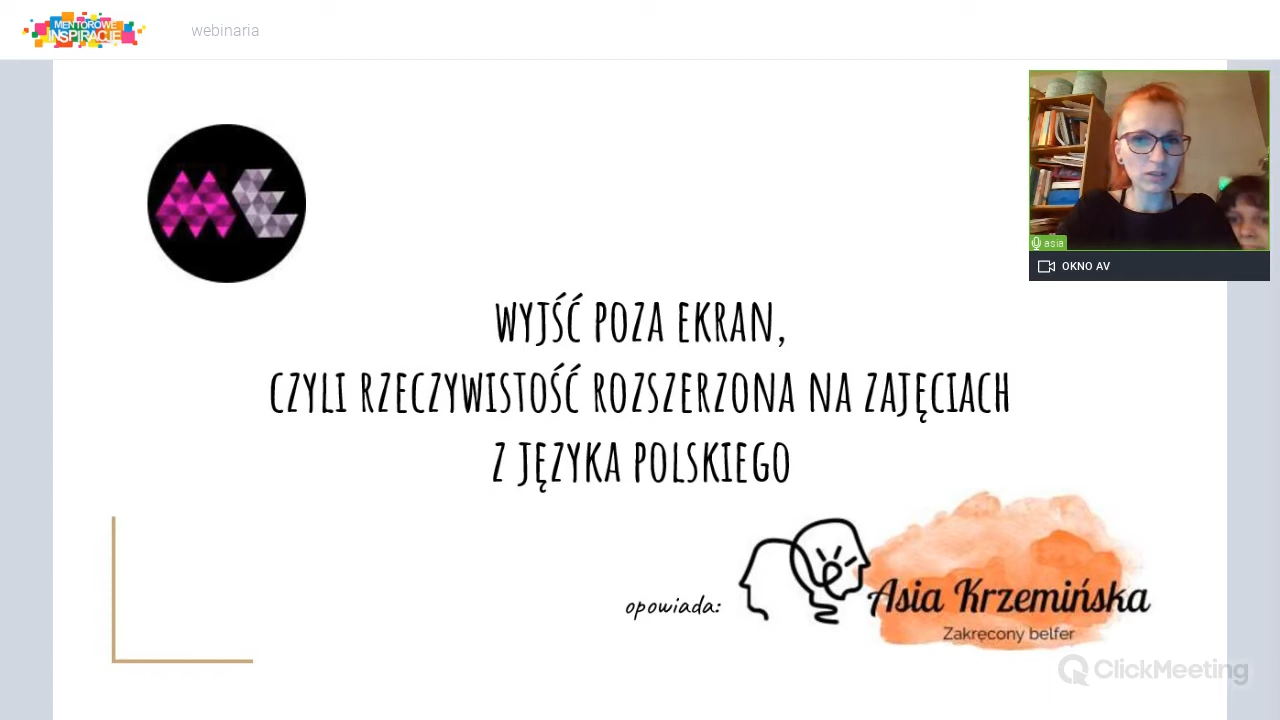 MENTOROWE
INSPIRACJE
webinaria
asia
OKNO AV
WYJŚĆ POZA EKRAN,
CZYLI RZECZYWISTOŚĆ ROZSZERZONA NA ZAJĘCIACH
Z JĘZYKA POLSKIEGO
opowiada:
Asia Krzemińska
Zakręcony belfer
ClickMeeting